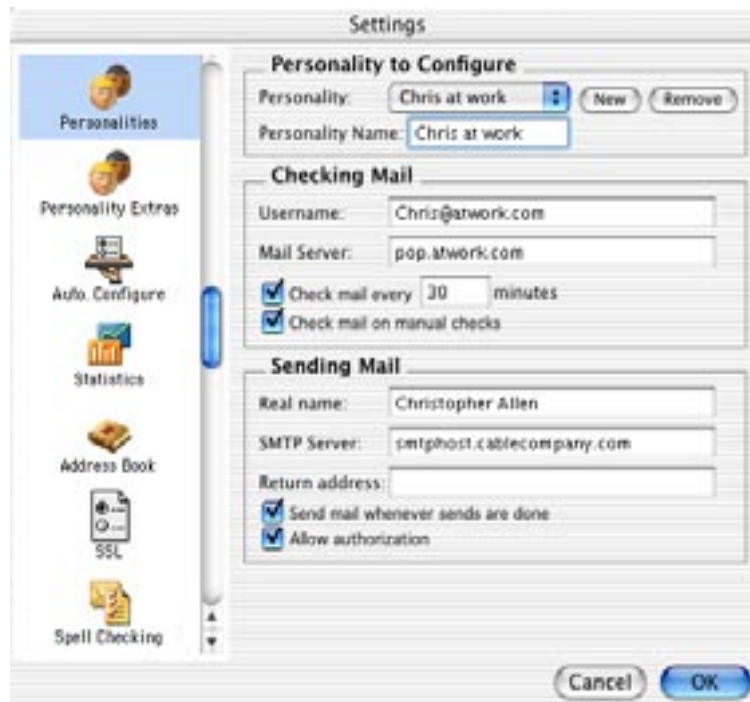 Settings
Personalities
Personality Extras
Auto. Configure
Statistics
Address Book
SSL
Spell Checking
Personality to Configure
Personality: Chris at work New Remove
Personality Name: Chris at work
Checking Mail
Username: Chris@atwork.com
Mail Server: pop.atwork.com
Check mail every 30 minutes
Check mail on manual checks
Sending Mail
Real name: Christopher Allen
SMTP Server: smtphost.cablecompany.com
Return address:
Send mail whenever sends are done
Allow authorization
Cancel OK